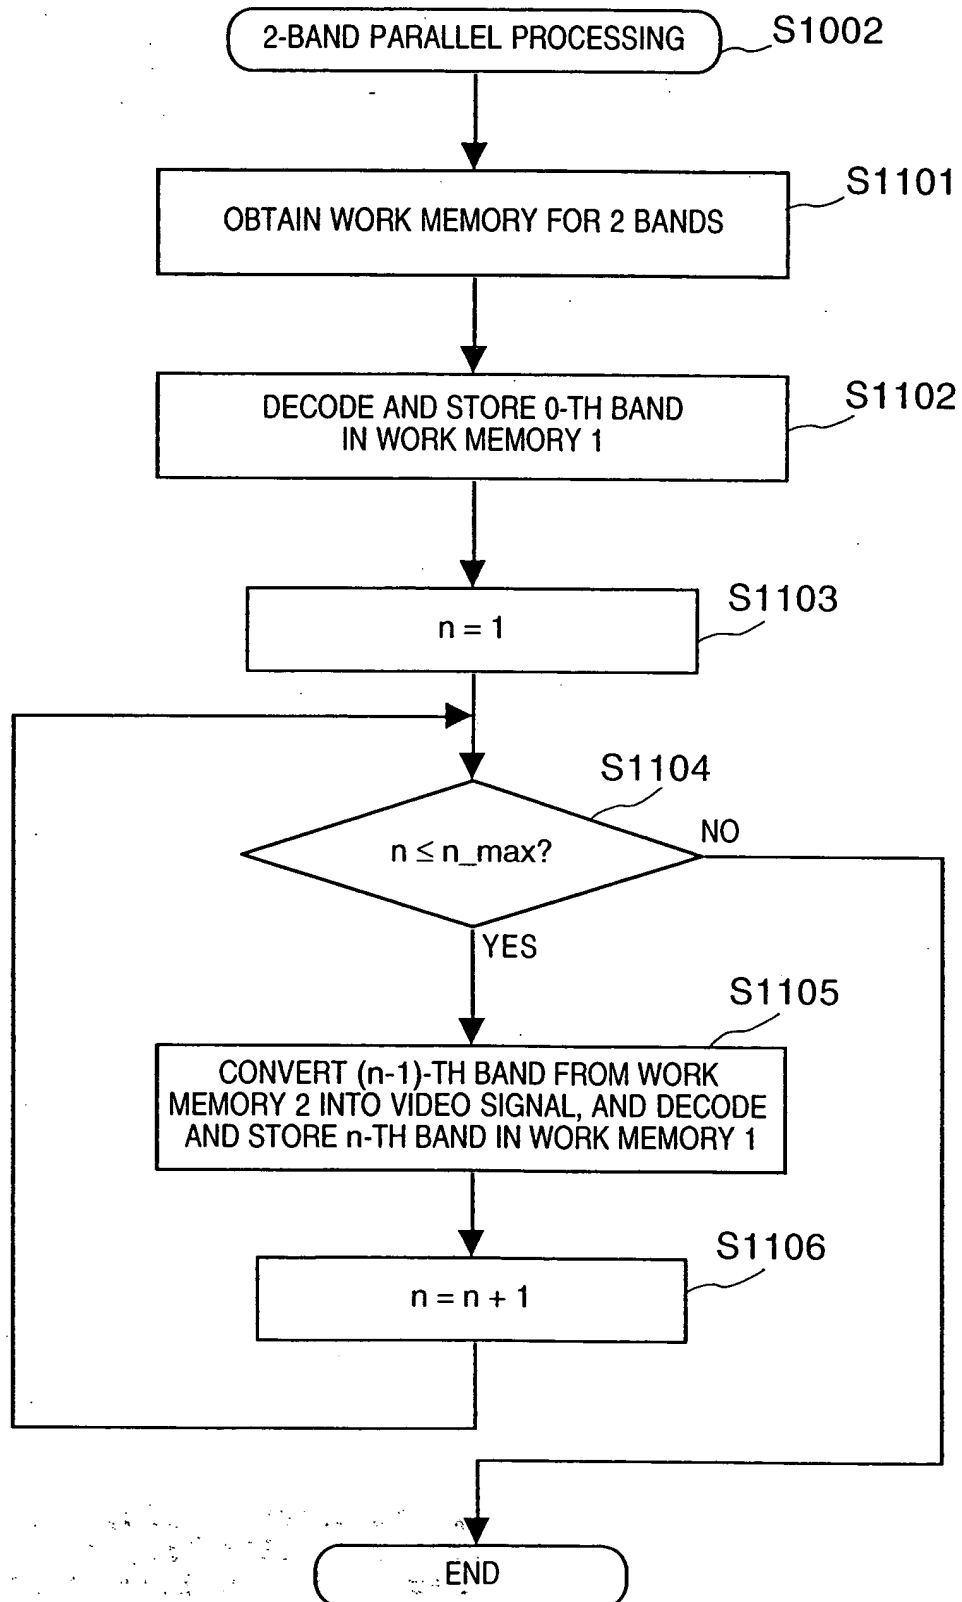 2-BAND PARALLEL PROCESSING
S1002
S1101
OBTAIN WORK MEMORY FOR 2 BANDS
S1102
DECODE AND STORE 0-TH BAND
IN WORK MEMORY 1
S1103
n = 1
S1104
n ≤ n_max?
NO
YES
S1105
CONVERT (n-1)-TH BAND FROM WORK
MEMORY 2 INTO VIDEO SIGNAL, AND DECODE
AND STORE n-TH BAND IN WORK MEMORY 1
S1106
n = n + 1
END